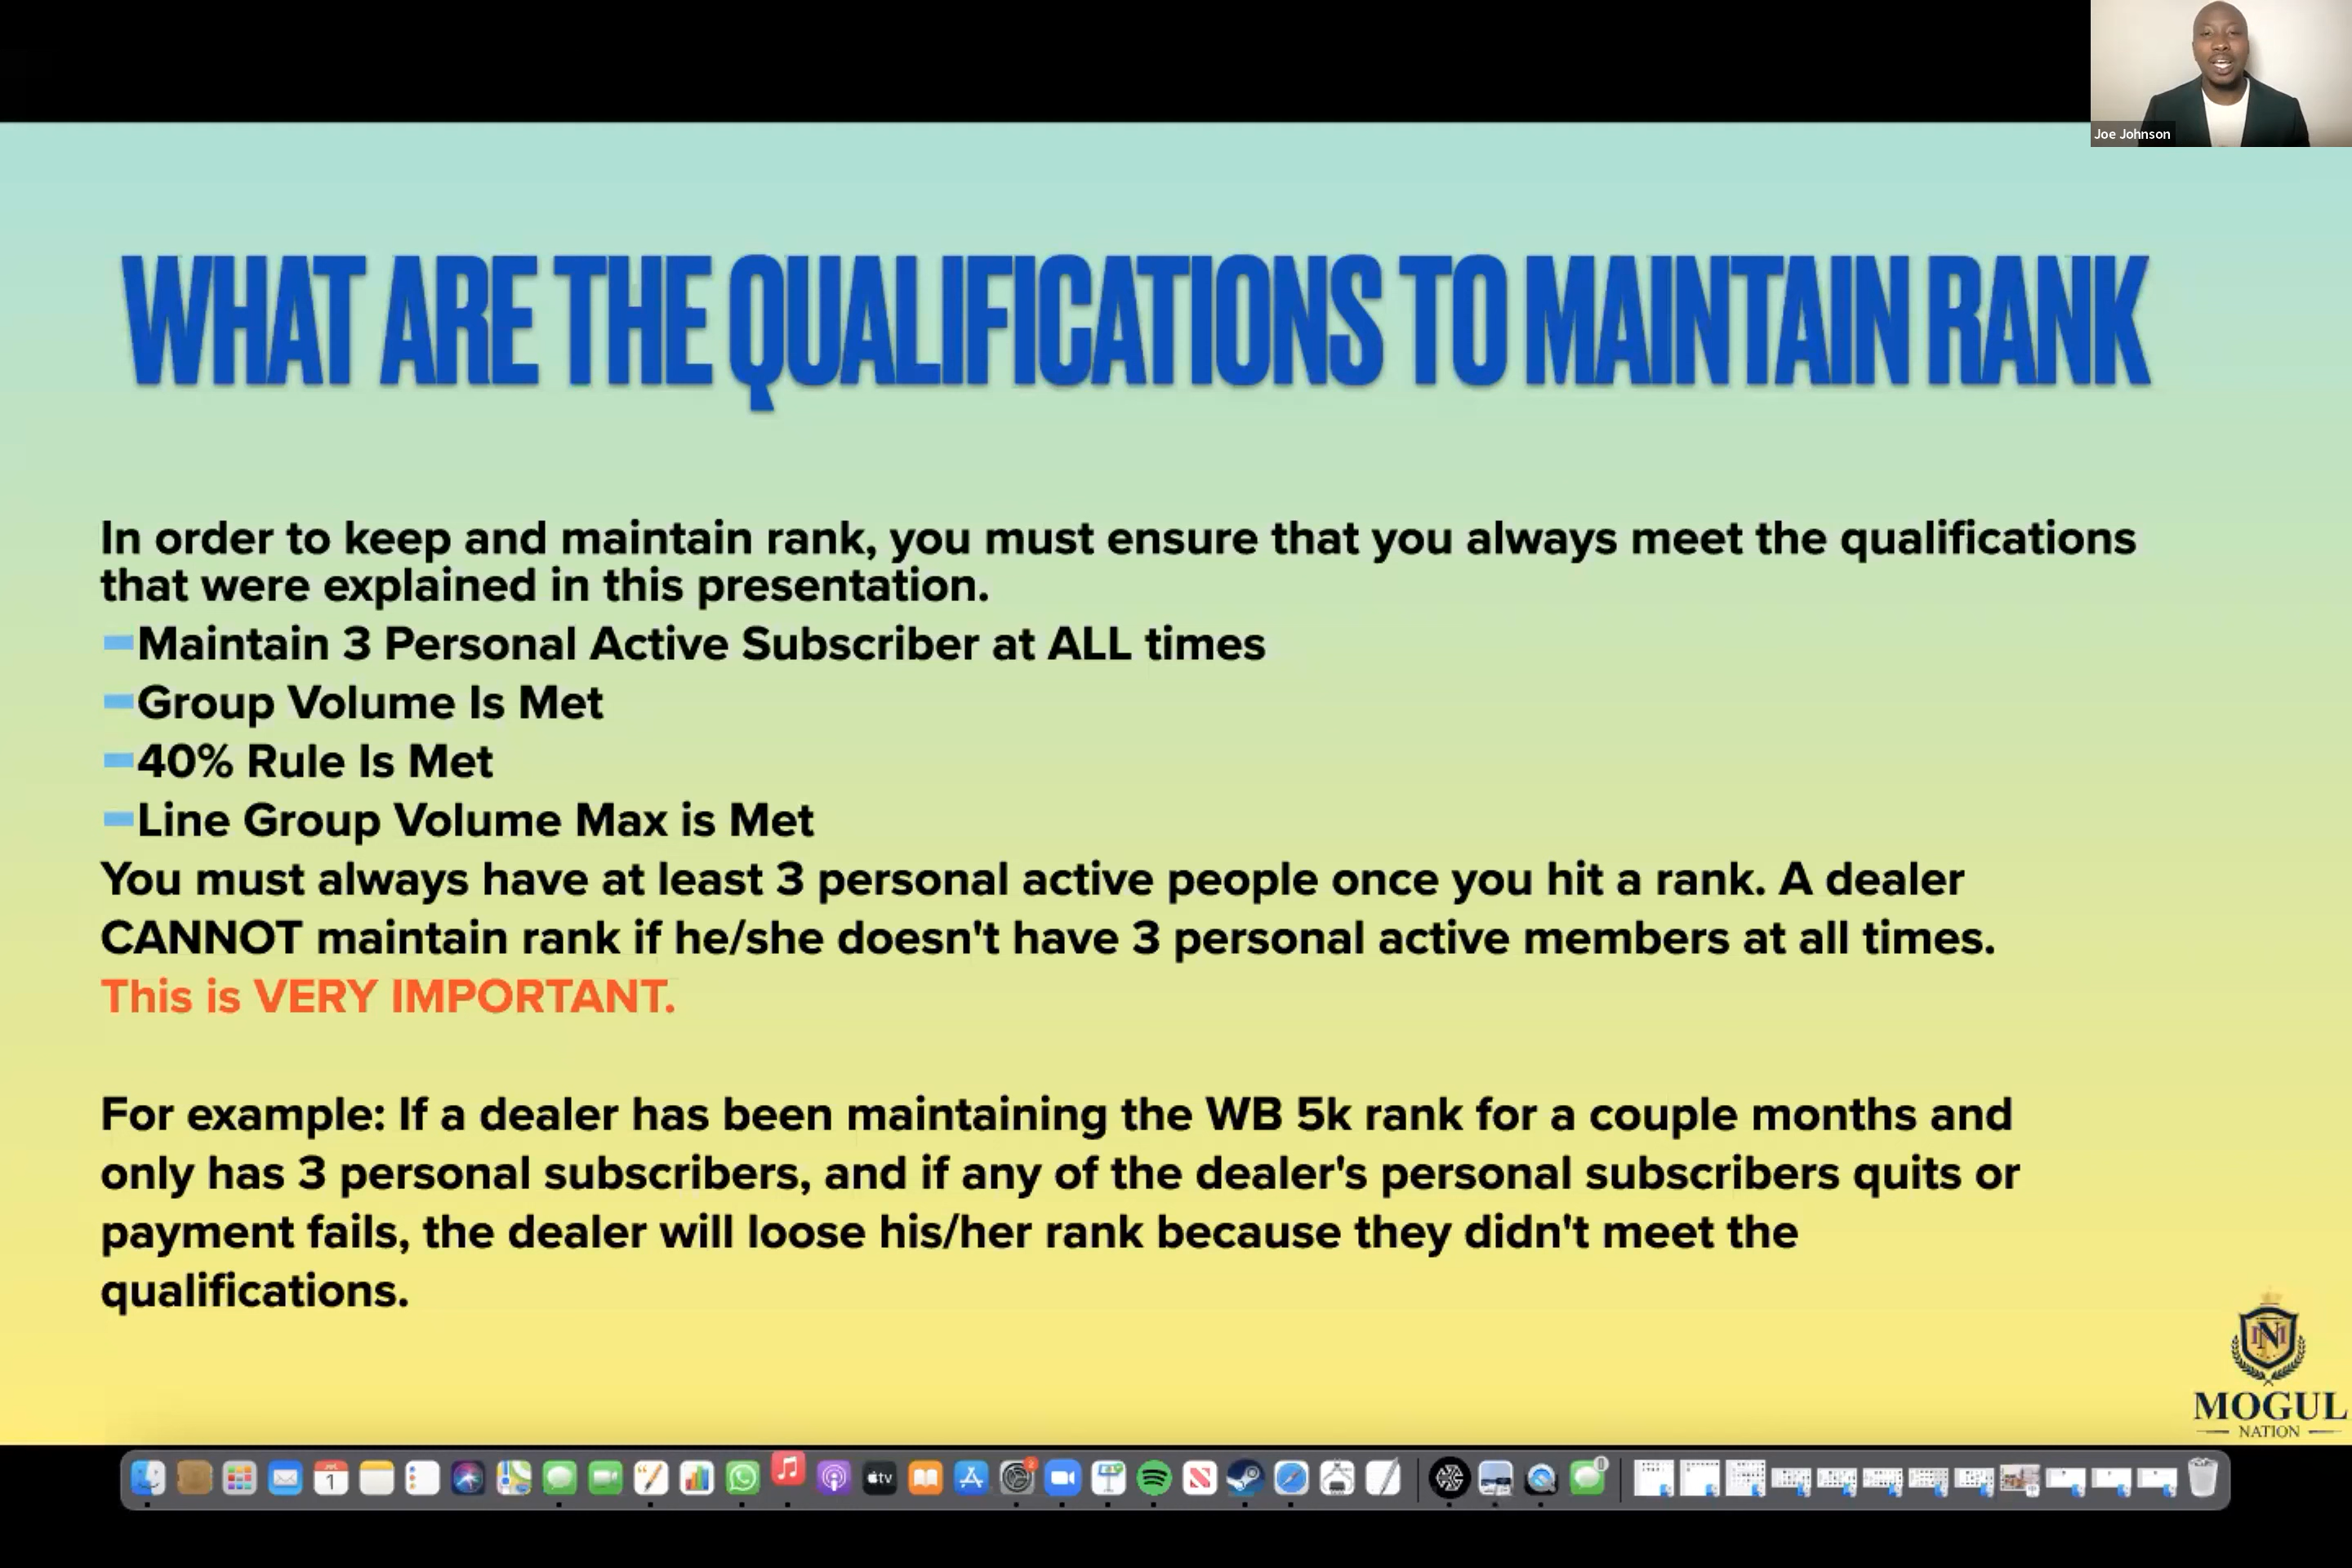 Joe Johnson
WHAT ARE THE QUALIFICATIONS TO MAINTAIN RANK
In order to keep and maintain rank, you must ensure that you always meet the qualifications
that were explained in this presentation.
Maintain 3 Personal Active Subscriber at ALL times
Group Volume Is Met
40% Rule Is Met
Line Group Volume Max is Met
You must always have at least 3 personal active people once you hit a rank. A dealer
CANNOT maintain rank if he/she doesn't have 3 personal active members at all times.
This is VERY IMPORTANT.
For example: If a dealer has been maintaining the WB 5k rank for a couple months and
only has 3 personal subscribers, and if any of the dealer's personal subscribers quits or
payment fails, the dealer will loose his/her rank because they didn't meet the
qualifications.
MOGUL
NATION
1
tv
2